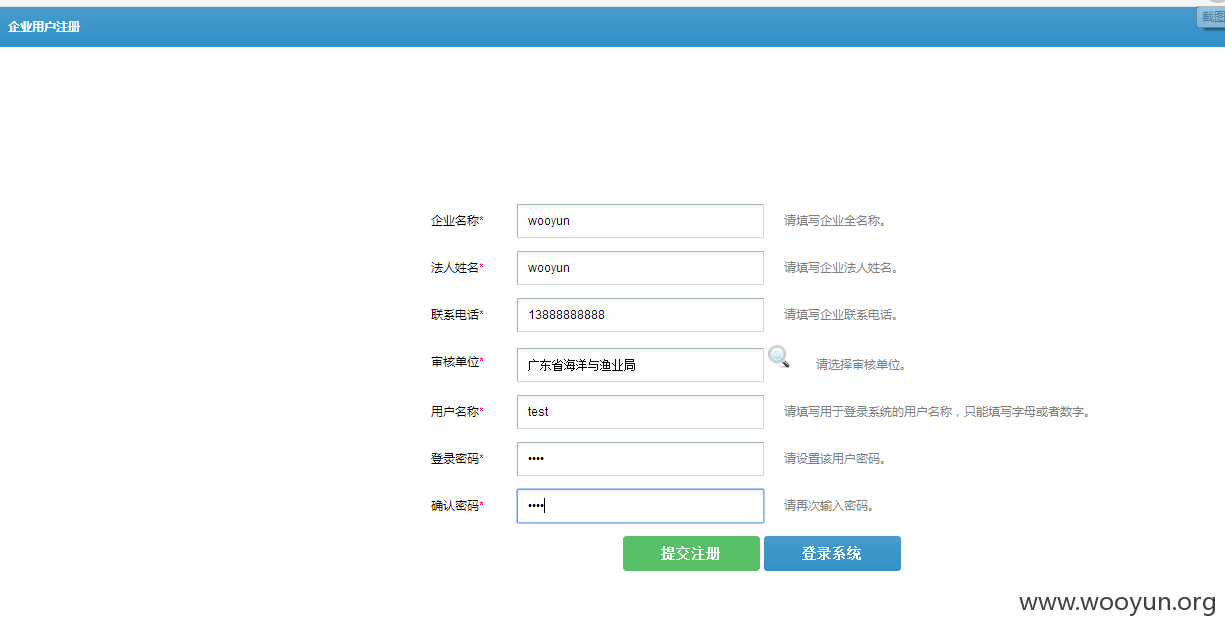 企业用户注册
截图
企业名称* wooyun 请填写企业全名称。
法人姓名* wooyun 请填写企业法人姓名。
联系电话* 13888888888 请填写企业联系电话。
审核单位* 广东省海洋与渔业局 请选择审核单位。
用户名称* test 请填写用于登录系统的用户名称，只能填写字母或者数字。
登录密码* •••• 请设置该用户密码。
确认密码* •••• 请再次输入密码。
提交注册 登录系统
www.wooyun.org